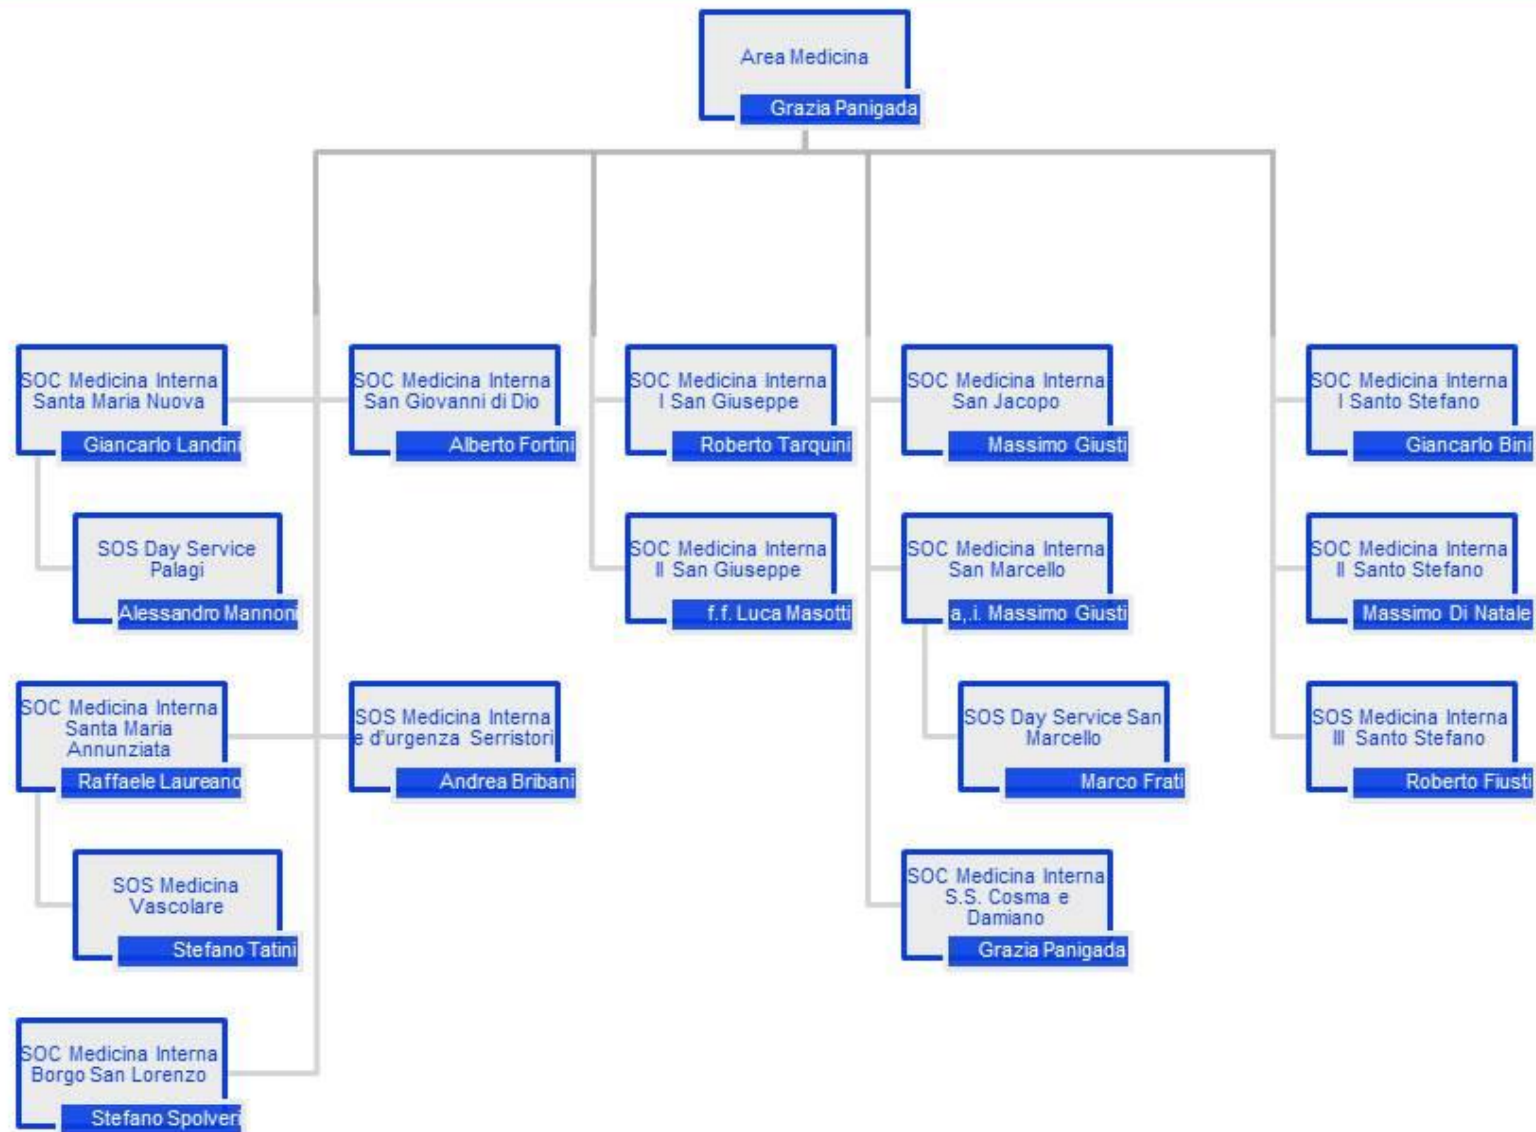 Area Medicina
Grazia Panigada
SOC Medicina Interna
Santa Maria Nuova
Giancarlo Landini
SOC Medicina Interna
San Giovanni di Dio
Alberto Fortini
SOC Medicina Interna
I San Giuseppe
Roberto Tarquini
SOC Medicina Interna
San Jacopo
Massimo Giusti
SOC Medicina Interna
I Santo Stefano
Giancarlo Bini
SOS Day Service
Palagi
Alessandro Mannoni
SOC Medicina Interna
II San Giuseppe
f.f. Luca Masotti
SOC Medicina Interna
San Marcello
a,.i. Massimo Giusti
SOC Medicina Interna
II Santo Stefano
Massimo Di Natale
SOC Medicina Interna
Santa Maria
Annunziata
Raffaele Laureano
SOS Medicina Interna
e d'urgenza Serristori
Andrea Bribani
SOS Day Service San
Marcello
Marco Frati
SOS Medicina Interna
III Santo Stefano
Roberto Fiusti
SOS Medicina
Vascolare
Stefano Tatini
SOC Medicina Interna
S.S. Cosma e
Damiano
Grazia Panigada
SOC Medicina Interna
Borgo San Lorenzo
Stefano Spolveri